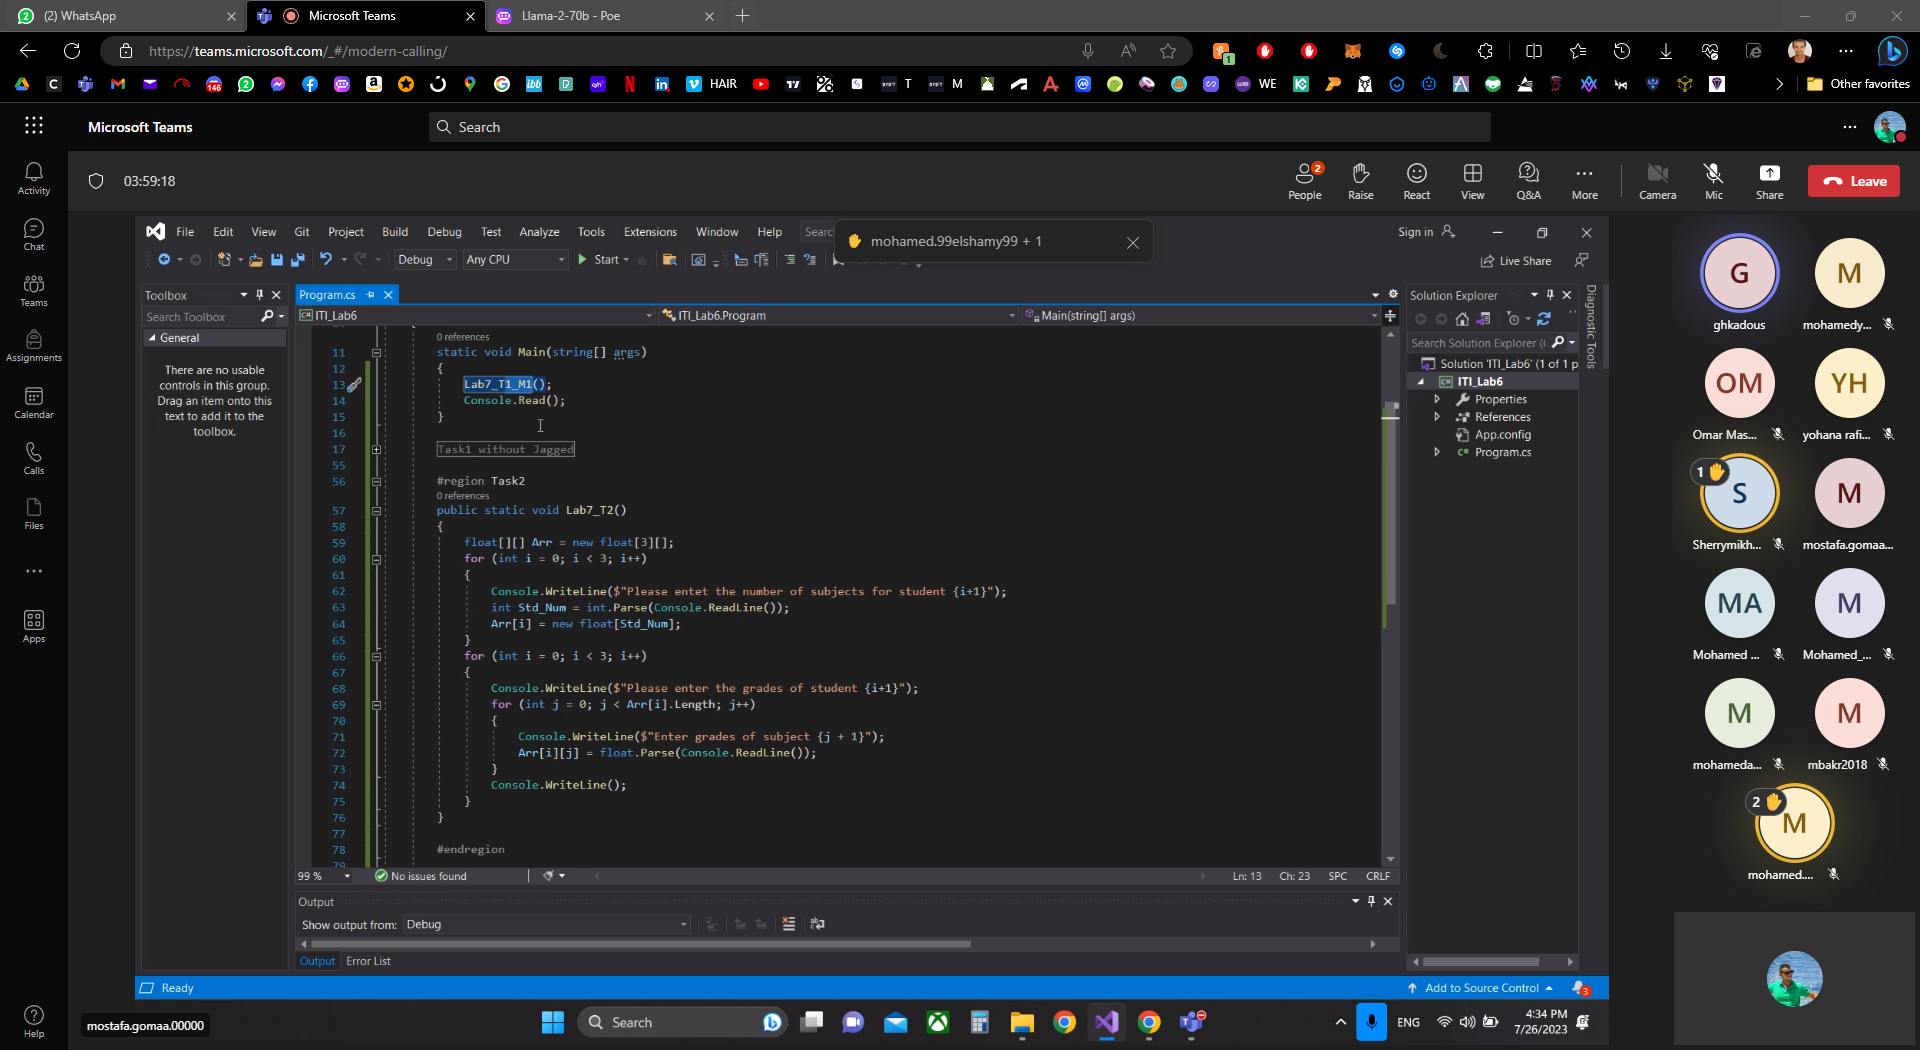 (2) WhatsApp
Microsoft Teams
Llama-2-70b - Poe
https://teams.microsoft.com/_#/modern-calling/
1
146
HAIR
T
M
WE
Other favorites
Microsoft Teams
Search
Activity
Chat
Teams
Assignments
Calendar
Calls
Files
Apps
Help
03:59:18
People
2
Raise
React
View
Q&A
More
Camera
Mic
Share
Leave
File Edit View Git Project Build Debug Test Analyze Tools Extensions Window Help
mohamed.99elshamy99 + 1
Sign in
Debug
Any CPU
Start
Live Share
Toolbox
Search Toolbox
General
There are no usable
controls in this group.
Drag an item onto this
text to add it to the
toolbox.
Program.cs
ITI_Lab6
ITI_Lab6.Program
Main(string[] args)
0 references
11 static void Main(string[] args)
12 {
13 Lab7_T1_M1();
14 Console.Read();
15 }
16
17 Task1 without Jagged
55
56 #region Task2
0 references
57 public static void Lab7_T2()
58 {
59 float[][] Arr = new float[3][];
60 for (int i = 0; i < 3; i++)
61 {
62 Console.WriteLine($"Please entet the number of subjects for student {i+1}");
63 int Std_Num = int.Parse(Console.ReadLine());
64 Arr[i] = new float[Std_Num];
65 }
66 for (int i = 0; i < 3; i++)
67 {
68 Console.WriteLine($"Please enter the grades of student {i+1}");
69 for (int j = 0; j < Arr[i].Length; j++)
70 {
71 Console.WriteLine($"Enter grades of subject {j + 1}");
72 Arr[i][j] = float.Parse(Console.ReadLine());
73 }
74 Console.WriteLine();
75 }
76 }
77
78 #endregion
79
99 %
No issues found
Ln: 13
Ch: 23
SPC
CRLF
Output
Show output from: Debug
Output
Error List
Solution Explorer
Search Solution Explorer (
Solution 'ITI_Lab6' (1 of 1 p
ITI_Lab6
Properties
References
App.config
Program.cs
Diagnostic Tools
Ready
Add to Source Control
3
G
ghkadous
M
mohamedy...
OM
Omar Mas...
YH
yohana rafi...
1
S
Sherrymikh...
M
mostafa.gomaa...
MA
Mohamed ...
M
Mohamed_...
M
mohameda...
M
mbakr2018
2
M
mohamed....
mostafa.gomaa.00000
Search
ENG
4:34 PM
7/26/2023